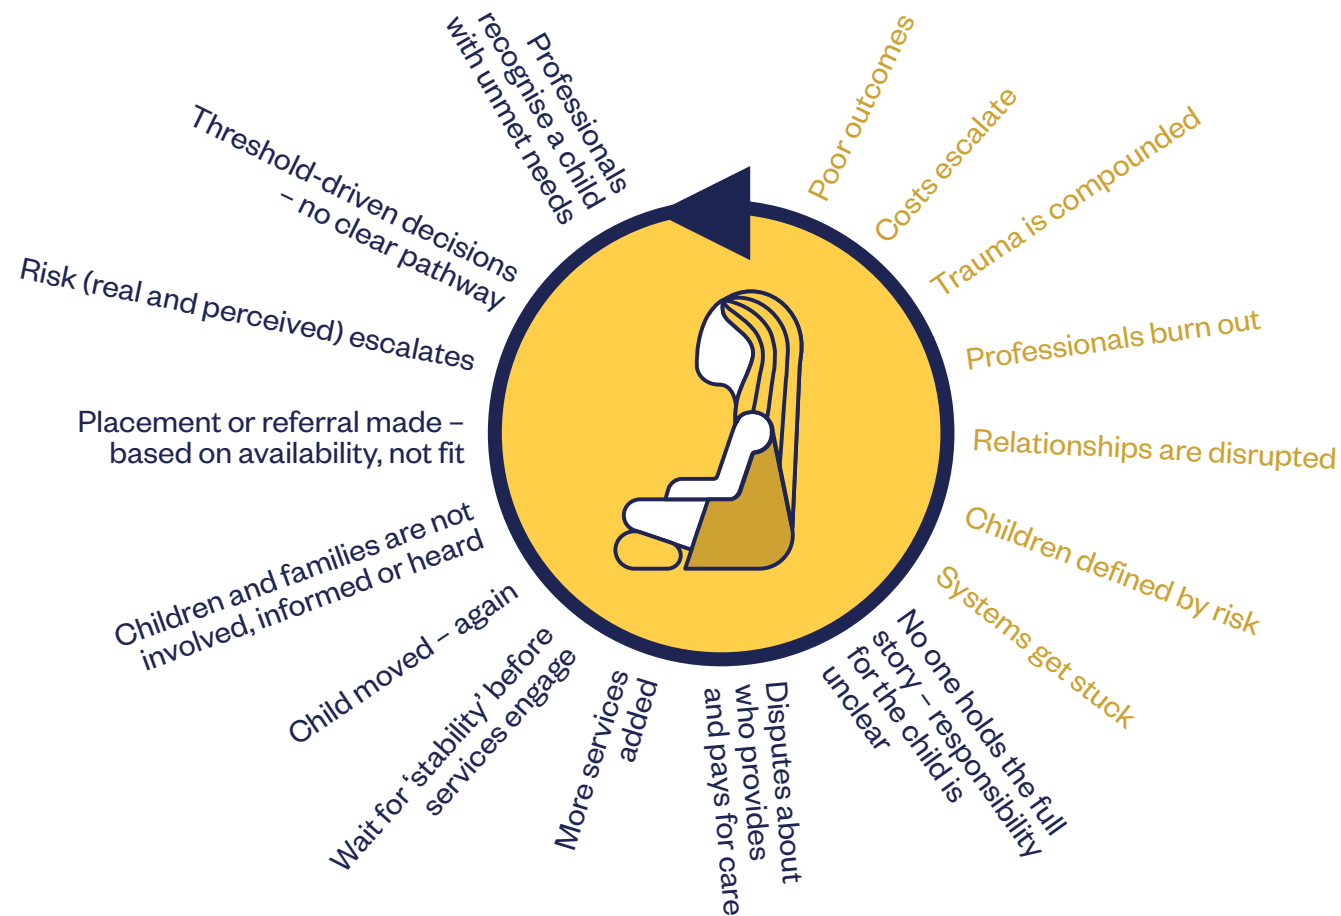 Professionals
recognise a child
with unmet needs
Threshold-driven decisions
– no clear pathway
Risk (real and perceived) escalates
Placement or referral made –
based on availability, not fit
Children and families are not
involved, informed or heard
Child moved – again
Wait for ‘stability’ before
services engage
More services
added
Disputes about
who provides
and pays for care
No one holds the full
story – responsibility
for the child is
unclear
Systems get stuck
Children defined by risk
Relationships are disrupted
Professionals burn out
Trauma is compounded
Costs escalate
Poor outcomes